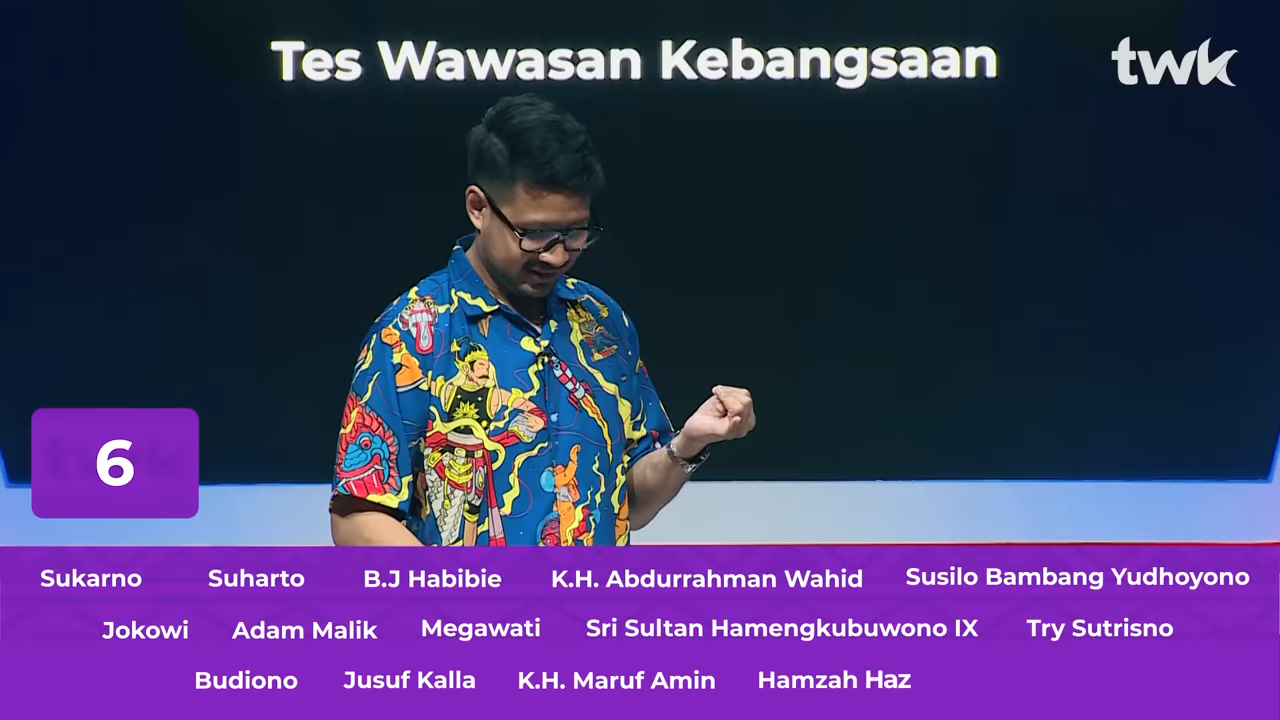 Tes Wawasan Kebangsaan
twk
6
Sukarno Suharto B.J Habibie K.H. Abdurrahman Wahid Susilo Bambang Yudhoyono
Jokowi Adam Malik Megawati Sri Sultan Hamengkubuwono IX Try Sutrisno
Budiono Jusuf Kalla K.H. Maruf Amin Hamzah Haz